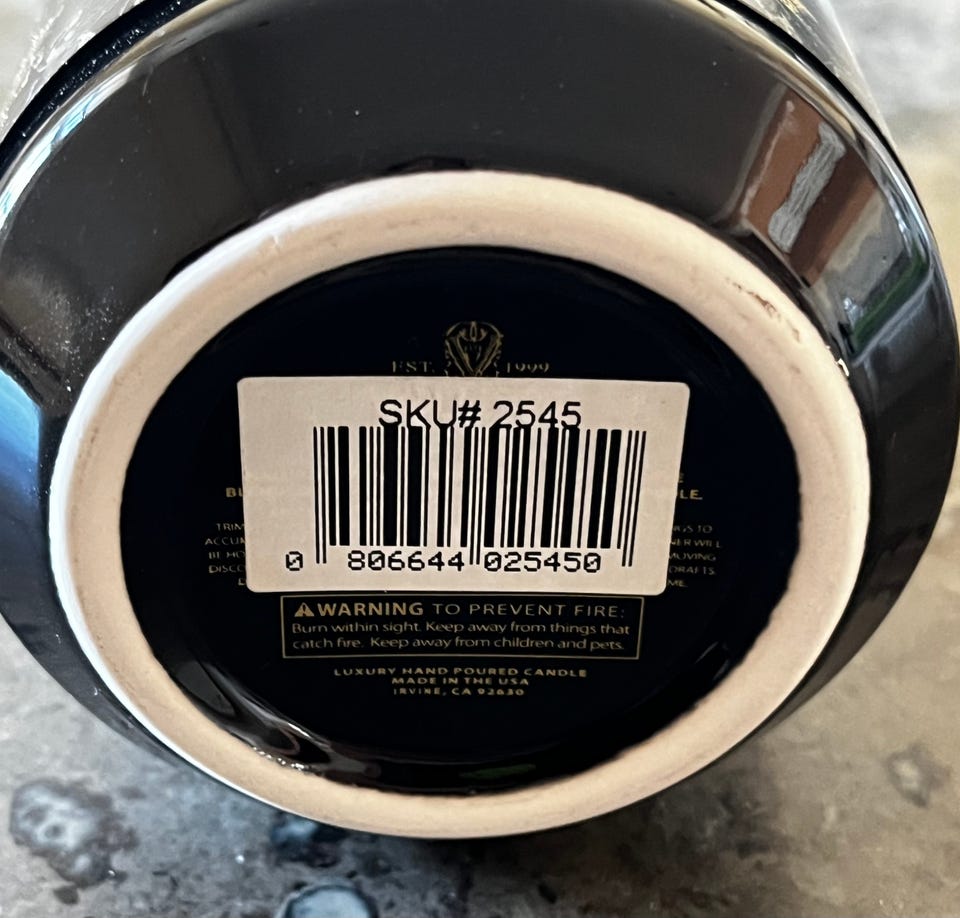 EST. 1999
SKU# 2545
0 806644 025450
TRIM
WARNING TO PREVENT FIRE:
Burn within sight. Keep away from things that
catch fire. Keep away from children and pets.
LUXURY HAND POURED CANDLE
MADE IN THE USA
IRVINE, CA 92630